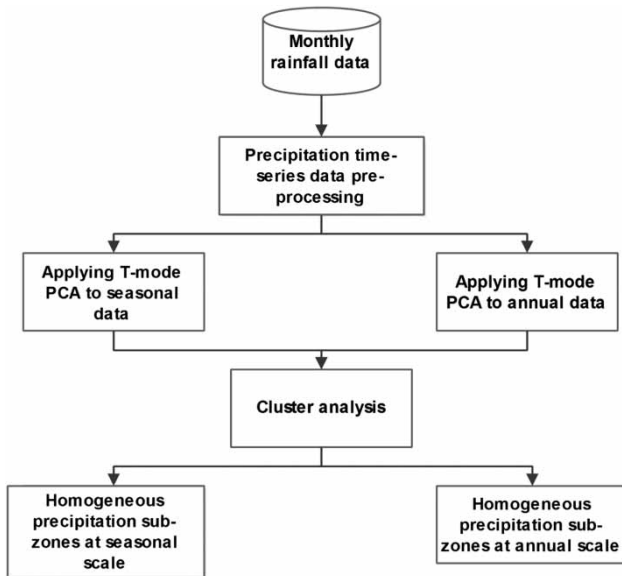 Monthly
rainfall data
Precipitation time-
series data pre-
processing
Applying T-mode
PCA to seasonal
data
Applying T-mode
PCA to annual data
Cluster analysis
Homogeneous
precipitation sub-
zones at seasonal
scale
Homogeneous
precipitation sub-
zones at annual scale